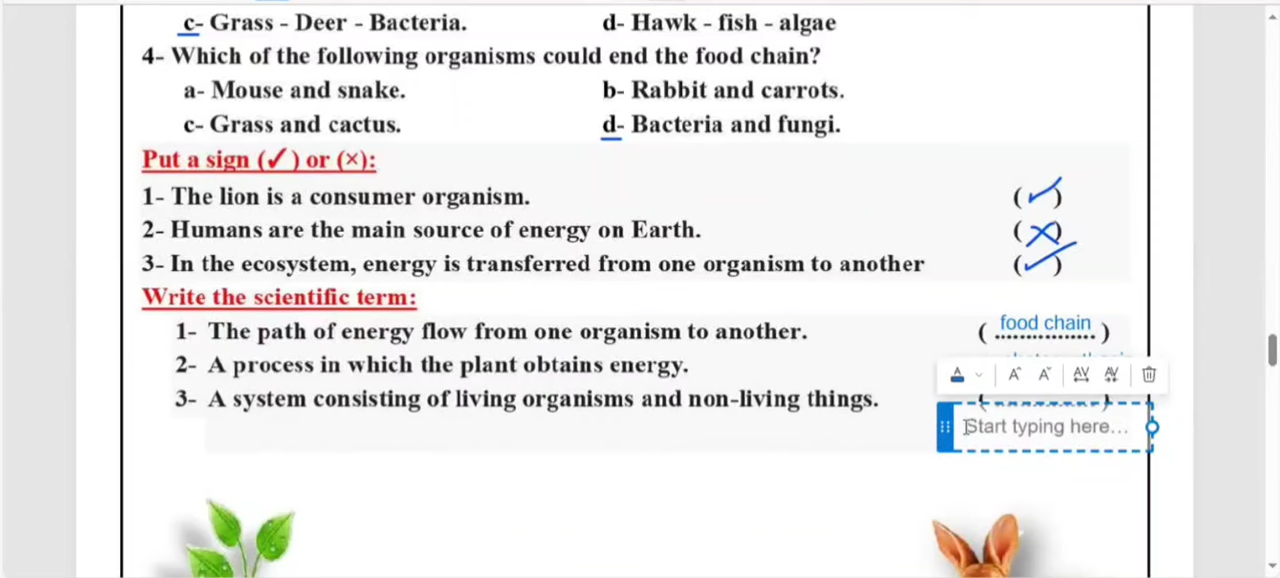 c- Grass - Deer - Bacteria. d- Hawk - fish - algae
4- Which of the following organisms could end the food chain?
a- Mouse and snake. b- Rabbit and carrots.
c- Grass and cactus. d- Bacteria and fungi.
Put a sign (✓) or (×):
1- The lion is a consumer organism. (✓)
2- Humans are the main source of energy on Earth. (×)
3- In the ecosystem, energy is transferred from one organism to another (✓)
Write the scientific term:
1- The path of energy flow from one organism to another. (food chain)
2- A process in which the plant obtains energy.
3- A system consisting of living organisms and non-living things. (................)
Start typing here...